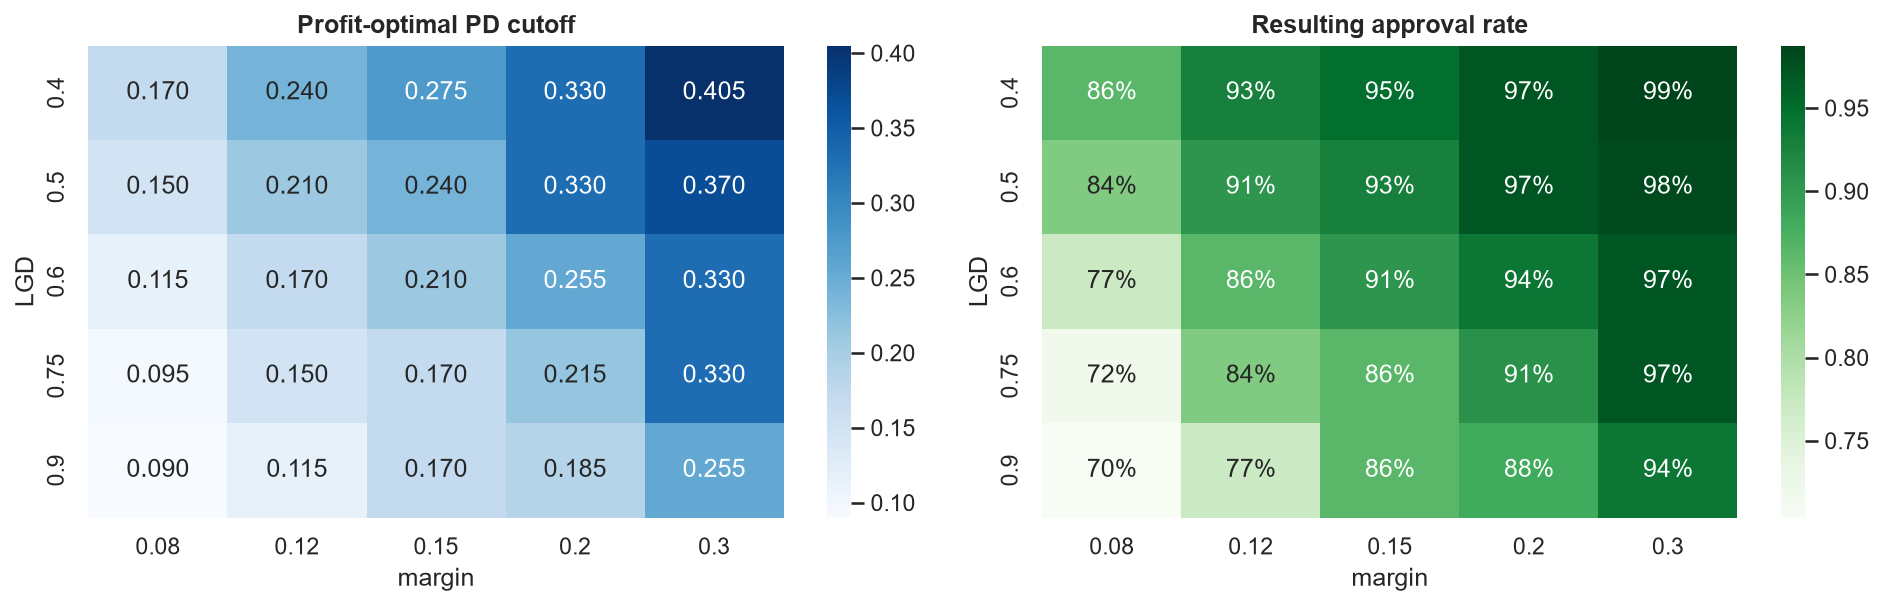 Profit-optimal PD cutoff
LGD
0.4 0.170 0.240 0.275 0.330 0.405
0.5 0.150 0.210 0.240 0.330 0.370
0.6 0.115 0.170 0.210 0.255 0.330
0.75 0.095 0.150 0.170 0.215 0.330
0.9 0.090 0.115 0.170 0.185 0.255
0.08 0.12 0.15 0.2 0.3
margin
0.40
0.35
0.30
0.25
0.20
0.15
0.10
Resulting approval rate
LGD
0.4 86% 93% 95% 97% 99%
0.5 84% 91% 93% 97% 98%
0.6 77% 86% 91% 94% 97%
0.75 72% 84% 86% 91% 97%
0.9 70% 77% 86% 88% 94%
0.08 0.12 0.15 0.2 0.3
margin
0.95
0.90
0.85
0.80
0.75